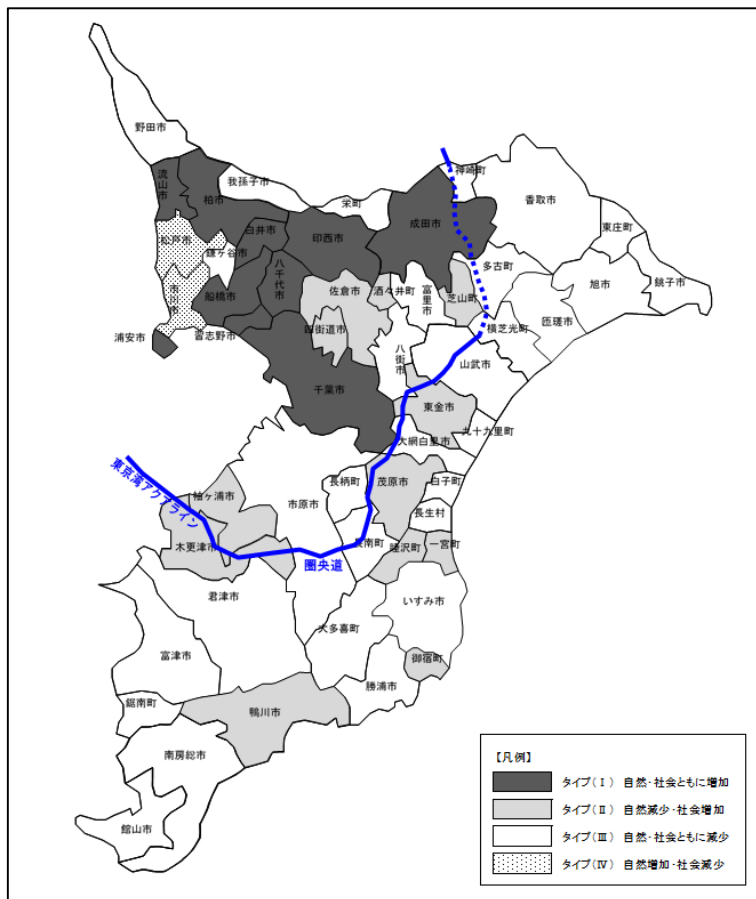 野田市
流山市
柏市
我孫子市
栄町
神崎町
香取市
東庄町
銚子市
旭市
匝瑳市
多古町
横芝光町
成田市
印西市
白井市
松戸市
鎌ヶ谷市
市川市
船橋市
八千代市
佐倉市
酒々井町
富里市
芝山町
四街道市
浦安市
習志野市
八街市
山武市
千葉市
東金市
九十九里町
大網白里市
東京湾アクアライン
袖ヶ浦市
市原市
長柄町
茂原市
白子町
長生村
木更津市
圏央道
長南町
睦沢町
一宮町
君津市
いすみ市
大多喜町
富津市
御宿町
勝浦市
鋸南町
鴨川市
南房総市
館山市
【凡例】
タイプ(Ⅰ) 自然・社会ともに増加
タイプ(Ⅱ) 自然減少・社会増加
タイプ(Ⅲ) 自然・社会ともに減少
タイプ(Ⅳ) 自然増加・社会減少